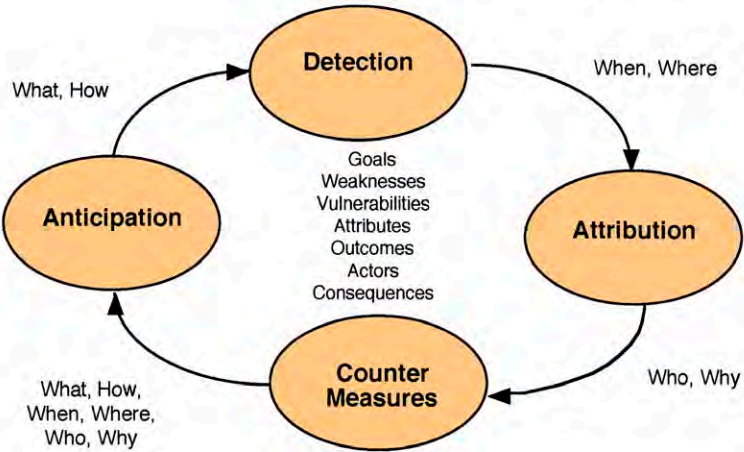 Detection
What, How
When, Where
Goals
Weaknesses
Vulnerabilities
Attributes
Outcomes
Actors
Consequences
Anticipation
Attribution
Counter
Measures
Who, Why
What, How,
When, Where,
Who, Why